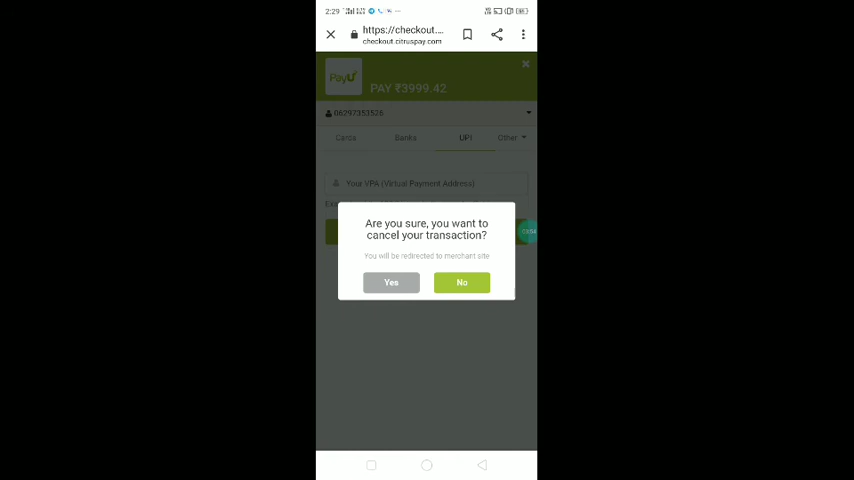 2:29
https://checkout....
checkout.citruspay.com
PayU
PAY ₹3999.42
06297353526
Cards
Banks
UPI
Other
Your VPA (Virtual Payment Address)
Are you sure, you want to
cancel your transaction?
You will be redirected to merchant site
Yes
No